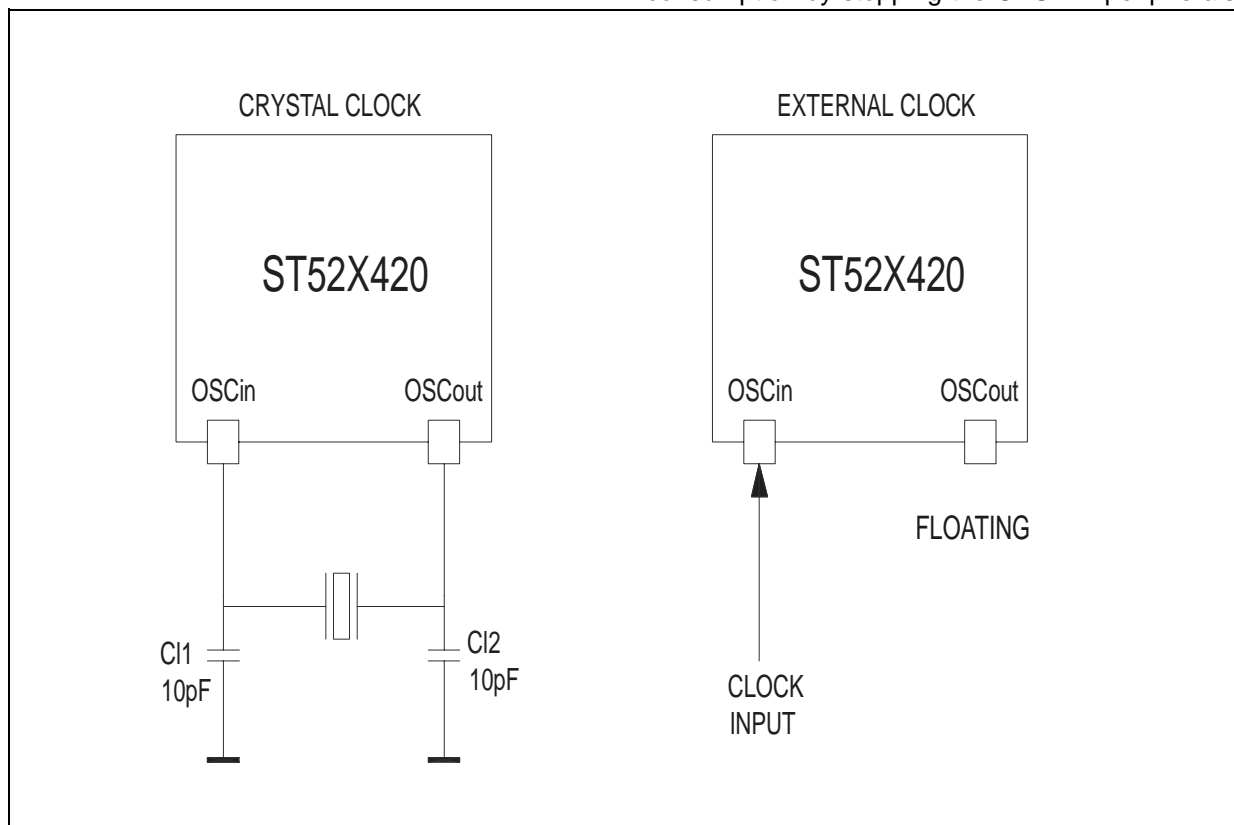 CRYSTAL CLOCK
EXTERNAL CLOCK
ST52X420
ST52X420
OSCin
OSCout
OSCin
OSCout
FLOATING
Cl1
10pF
Cl2
10pF
CLOCK
INPUT